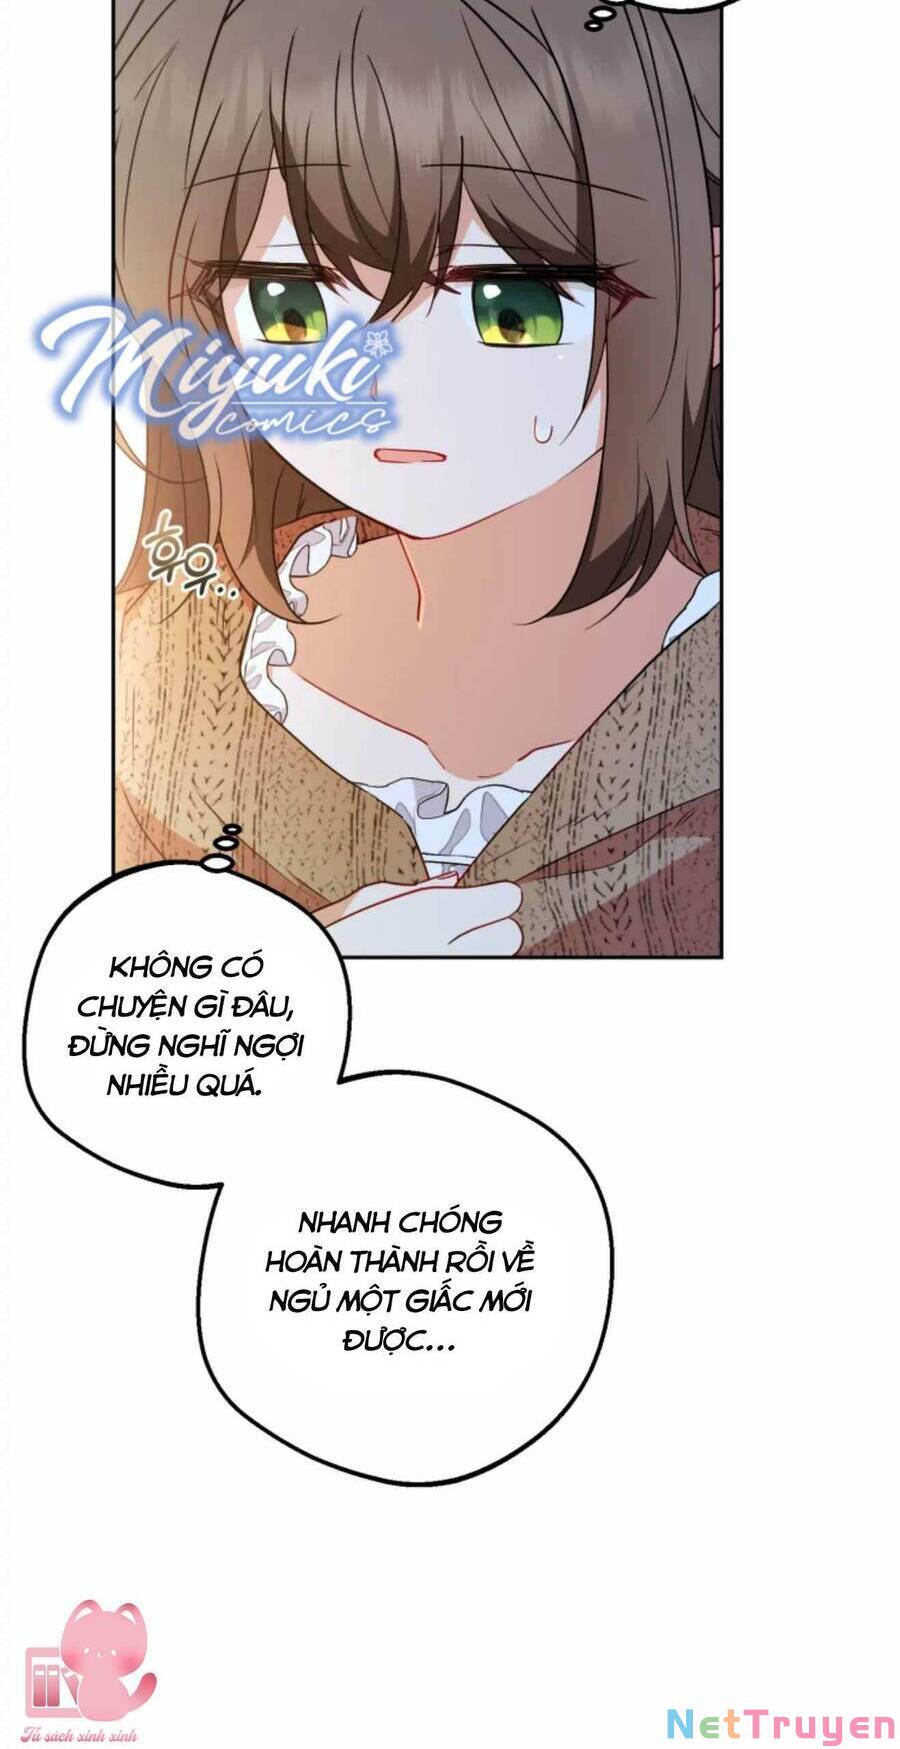 Miyuki
comics
후우..
KHÔNG CÓ
CHUYỆN GÌ ĐÂU,
ĐỪNG NGHĨ NGỢI
NHIỀU QUÁ.
NHANH CHÓNG
HOÀN THÀNH RỒI VỀ
NGỦ MỘT GIẤC MỚI
ĐƯỢC...
Tủ sách xinh xinh
NetTruyen